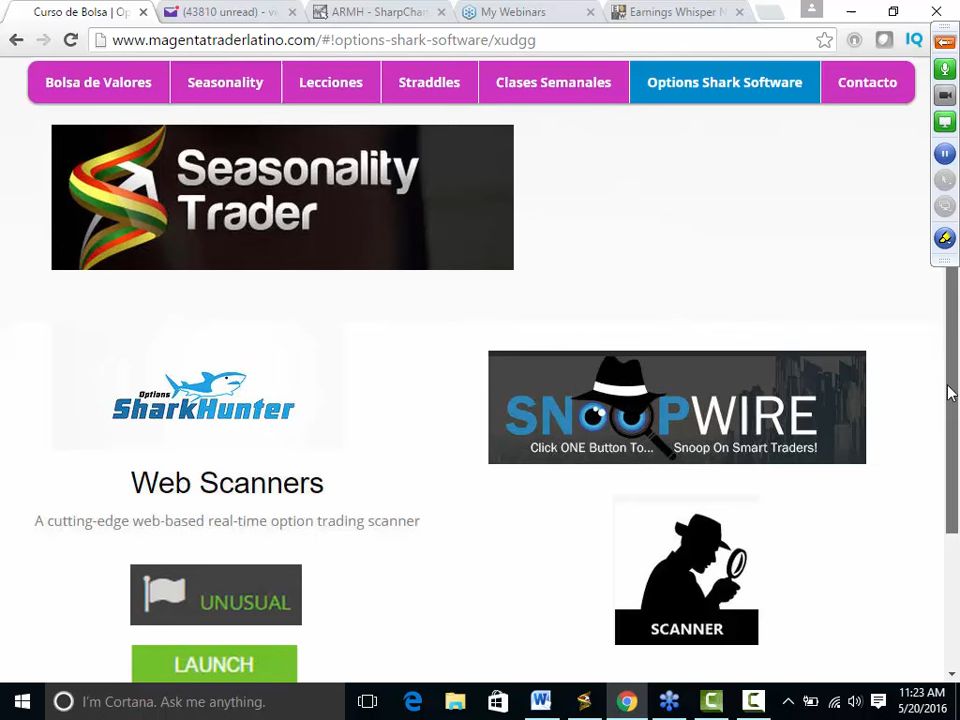 Curso de Bolsa | Op
(43810 unread) - ve
ARMH - SharpChar
My Webinars
Earnings Whisper N
www.magentatraderlatino.com/#!options-shark-software/xudgg
IQ
Bolsa de Valores
Seasonality
Lecciones
Straddles
Clases Semanales
Options Shark Software
Contacto
Seasonality
Trader
Options
SharkHunter
SNOOPWIRE
Click ONE Button To... Snoop On Smart Traders!
Web Scanners
A cutting-edge web-based real-time option trading scanner
UNUSUAL
SCANNER
LAUNCH
I'm Cortana. Ask me anything.
11:23 AM
5/20/2016